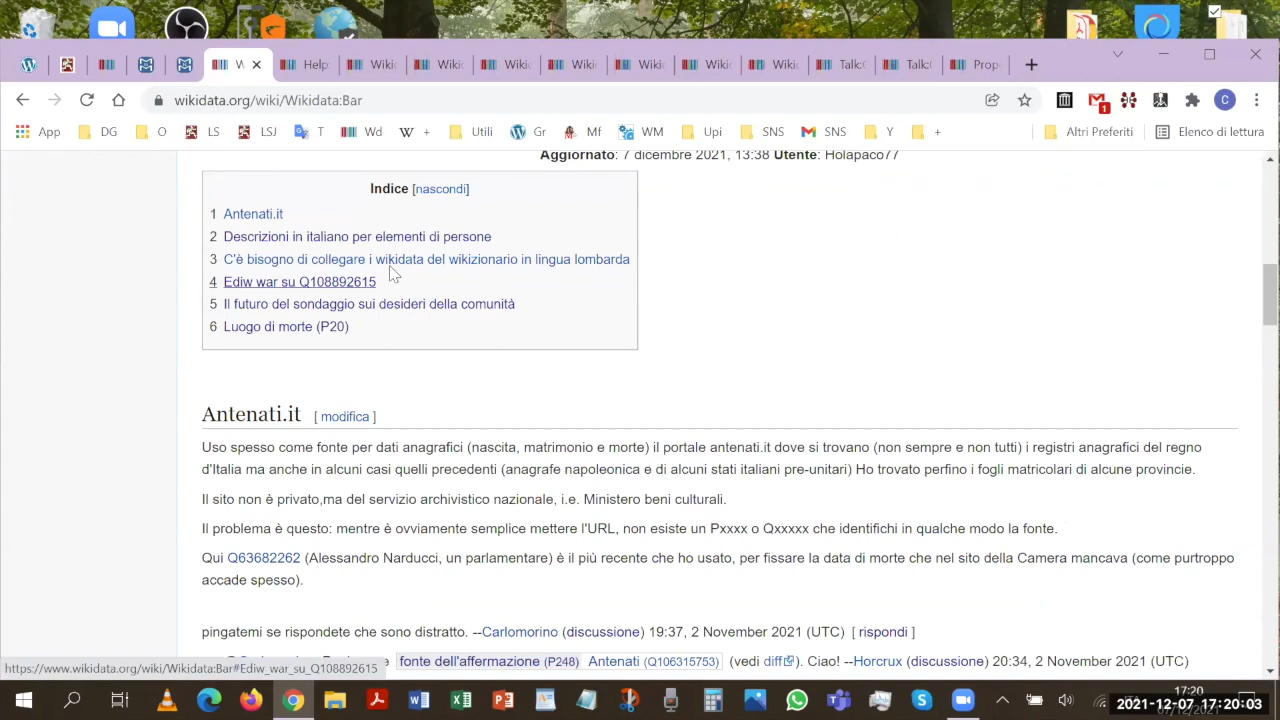 W
Help:
Wiki
Wiki
Wiki
Wiki
Wiki
Wiki
Wiki
Talk:
Talk:
Prop
wikidata.org/wiki/Wikidata:Bar
1
C
App DG O LS LSJ T Wd + Utili Gr Mf WM Upi SNS SNS Y + Altri Preferiti Elenco di lettura
Aggiornato: 7 dicembre 2021, 13:38 Utente: Holapaco77
Indice [nascondi]
1 Antenati.it
2 Descrizioni in italiano per elementi di persone
3 C'è bisogno di collegare i wikidata del wikizionario in lingua lombarda
4 Ediw war su Q108892615
5 Il futuro del sondaggio sui desideri della comunità
6 Luogo di morte (P20)
Antenati.it [ modifica ]
Uso spesso come fonte per dati anagrafici (nascita, matrimonio e morte) il portale antenati.it dove si trovano (non sempre e non tutti) i registri anagrafici del regno
d'Italia ma anche in alcuni casi quelli precedenti (anagrafe napoleonica e di alcuni stati italiani pre-unitari) Ho trovato perfino i fogli matricolari di alcune provincie.
Il sito non è privato,ma del servizio archivistico nazionale, i.e. Ministero beni culturali.
Il problema è questo: mentre è ovviamente semplice mettere l'URL, non esiste un Pxxxx o Qxxxxx che identifichi in qualche modo la fonte.
Qui Q63682262 (Alessandro Narducci, un parlamentare) è il più recente che ho usato, per fissare la data di morte che nel sito della Camera mancava (come purtroppo
accade spesso).
pingatemi se rispondete che sono distratto. --Carlomorino (discussione) 19:37, 2 November 2021 (UTC) [ rispondi ]
fonte dell'affermazione (P248) Antenati (Q106315753) (vedi diff). Ciao! --Horcrux (discussione) 20:34, 2 November 2021 (UTC)
https://www.wikidata.org/wiki/Wikidata:Bar#Ediw_war_su_Q108892615
17:20
2021-12-07 17:20:03